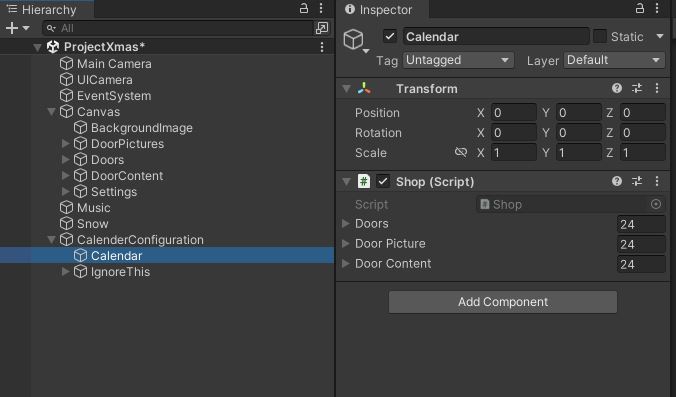 Hierarchy
All
ProjectXmas*
Main Camera
UICamera
EventSystem
Canvas
BackgroundImage
DoorPictures
Doors
DoorContent
Settings
Music
Snow
CalenderConfiguration
Calendar
IgnoreThis
Inspector
Calendar Static
Tag Untagged Layer Default
Transform
Position X 0 Y 0 Z 0
Rotation X 0 Y 0 Z 0
Scale X 1 Y 1 Z 1
# Shop (Script)
Script # Shop
Doors 24
Door Picture 24
Door Content 24
Add Component